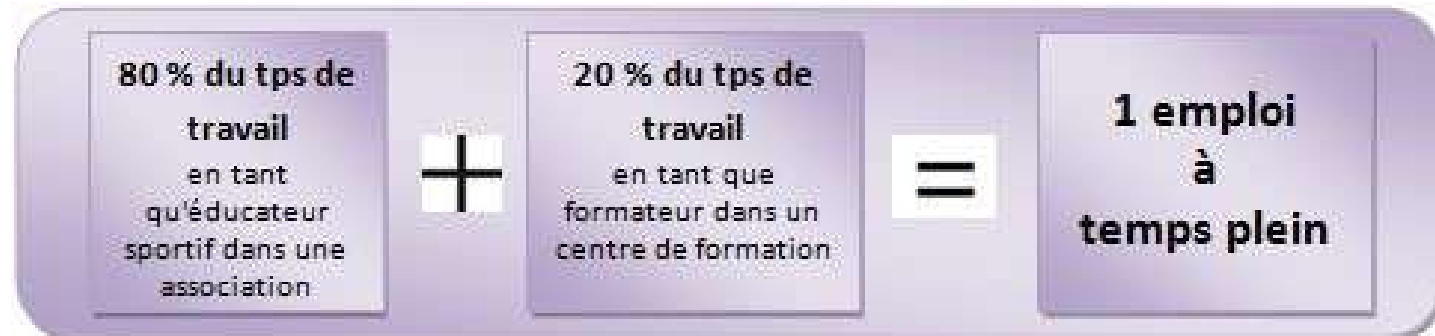 80 % du tps de
travail
en tant
qu'éducateur
sportif dans une
association
+
20 % du tps de
travail
en tant que
formateur dans un
centre de formation
=
1 emploi
à
temps plein